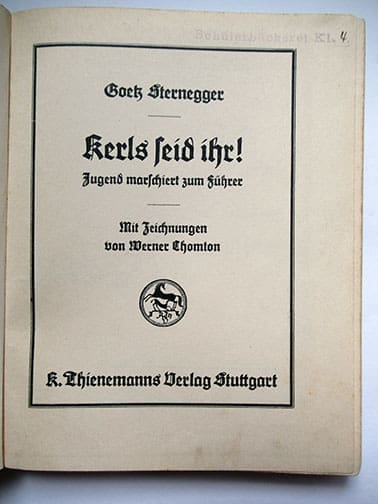 Schülerbücherei Kl. 4
Goetz Sternegger
Kerls seid ihr!
Jugend marschiert zum Führer
Mit Zeichnungen
von Werner Chomton
K. Thienemanns Verlag Stuttgart